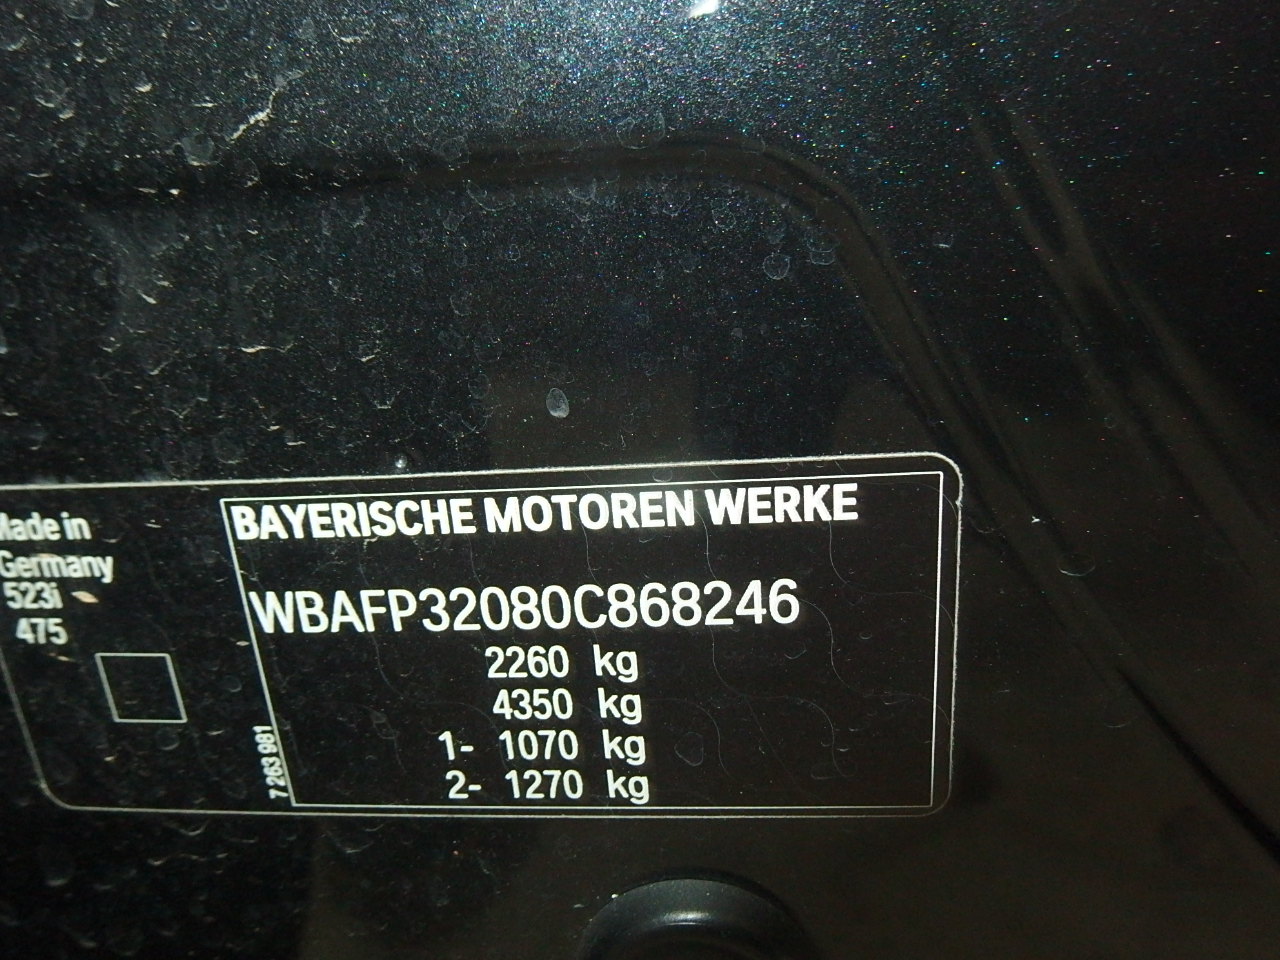 BAYERISCHE MOTOREN WERKE
Made in
Germany
523i
475
WBAFP32080C868246
2260 kg
4350 kg
1- 1070 kg
2- 1270 kg
7 263 981